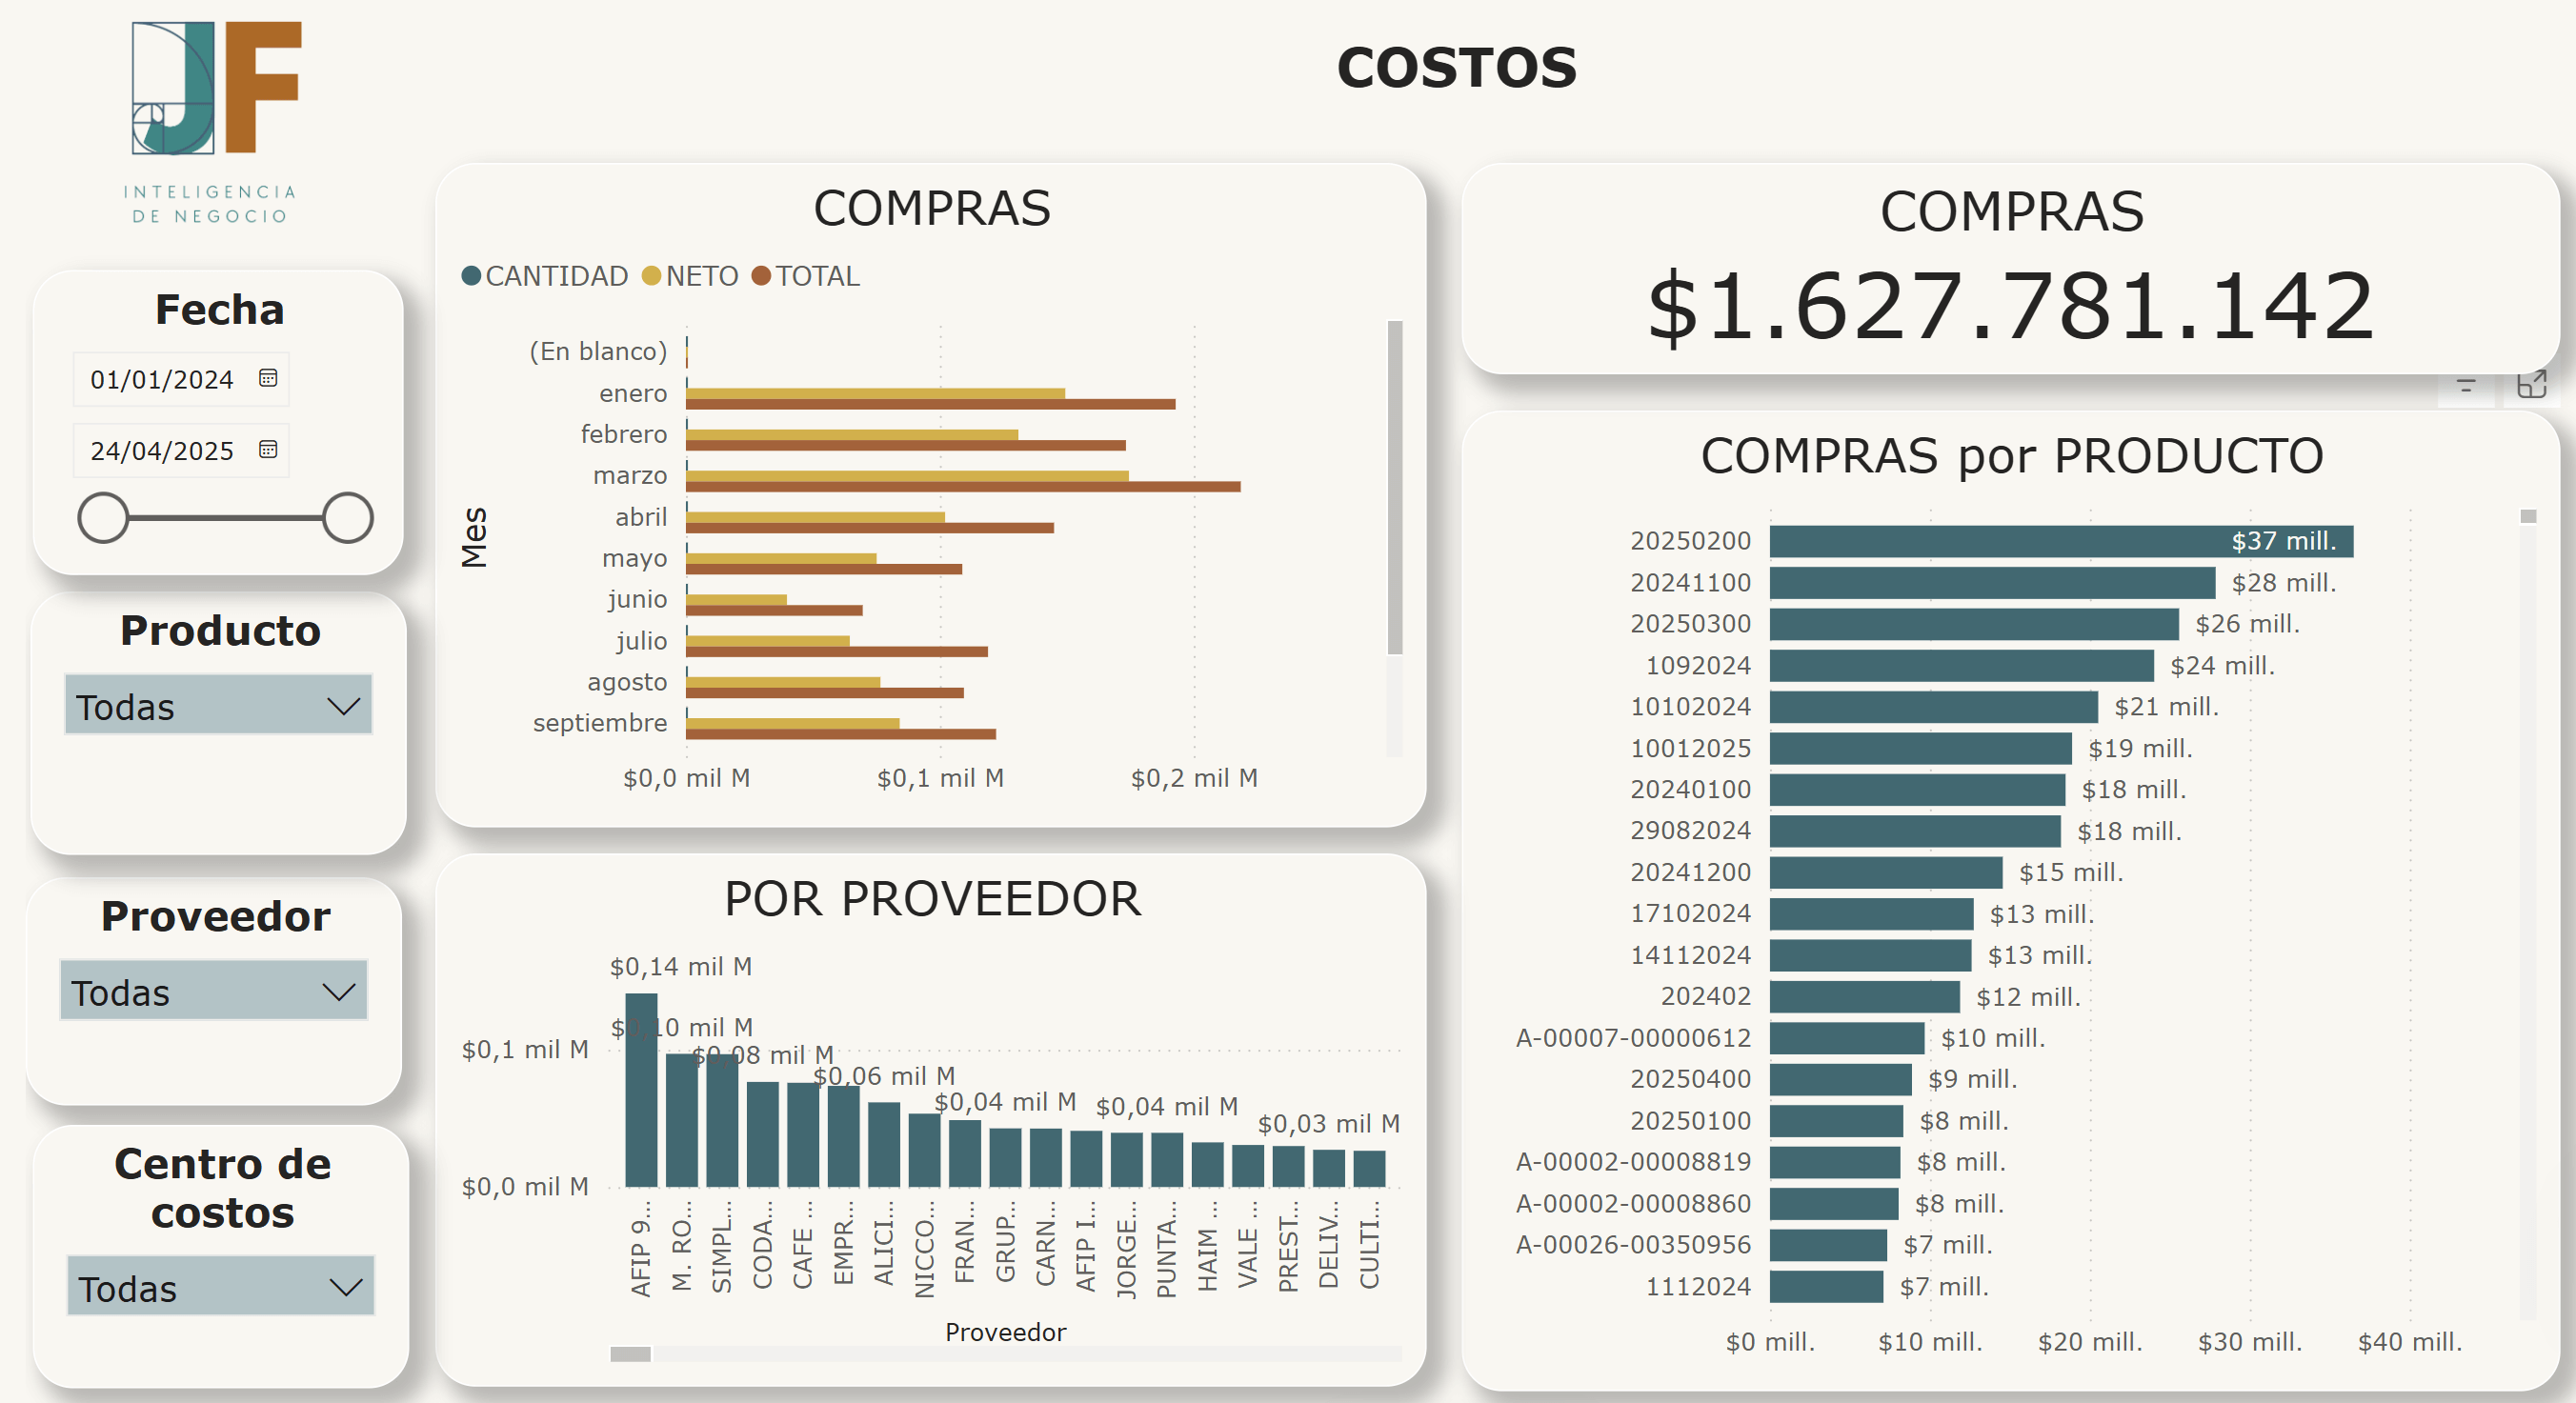 JF
INTELIGENCIA
DE NEGOCIO
COSTOS
Fecha
01/01/2024
24/04/2025
Producto
Todas
Proveedor
Todas
Centro de
costos
Todas
COMPRAS
CANTIDAD NETO TOTAL
Mes
(En blanco)
enero
febrero
marzo
abril
mayo
junio
julio
agosto
septiembre
$0,0 mil M $0,1 mil M $0,2 mil M
POR PROVEEDOR
$0,14 mil M
$0,10 mil M
$0,08 mil M
$0,06 mil M
$0,04 mil M
$0,04 mil M
$0,03 mil M
$0,1 mil M
$0,0 mil M
AFIP 9...
M. RO...
SIMPL...
CODA...
CAFE ...
EMPR...
ALICI...
NICCO...
FRAN...
GRUP...
CARN...
AFIP I...
JORGE...
PUNTA...
HAIM ...
VALE ...
PREST...
DELIV...
CULTI...
Proveedor
COMPRAS
$1.627.781.142
COMPRAS por PRODUCTO
20250200 $37 mill.
20241100 $28 mill.
20250300 $26 mill.
1092024 $24 mill.
10102024 $21 mill.
10012025 $19 mill.
20240100 $18 mill.
29082024 $18 mill.
20241200 $15 mill.
17102024 $13 mill.
14112024 $13 mill.
202402 $12 mill.
A-00007-00000612 $10 mill.
20250400 $9 mill.
20250100 $8 mill.
A-00002-00008819 $8 mill.
A-00002-00008860 $8 mill.
A-00026-00350956 $7 mill.
1112024 $7 mill.
$0 mill. $10 mill. $20 mill. $30 mill. $40 mill.